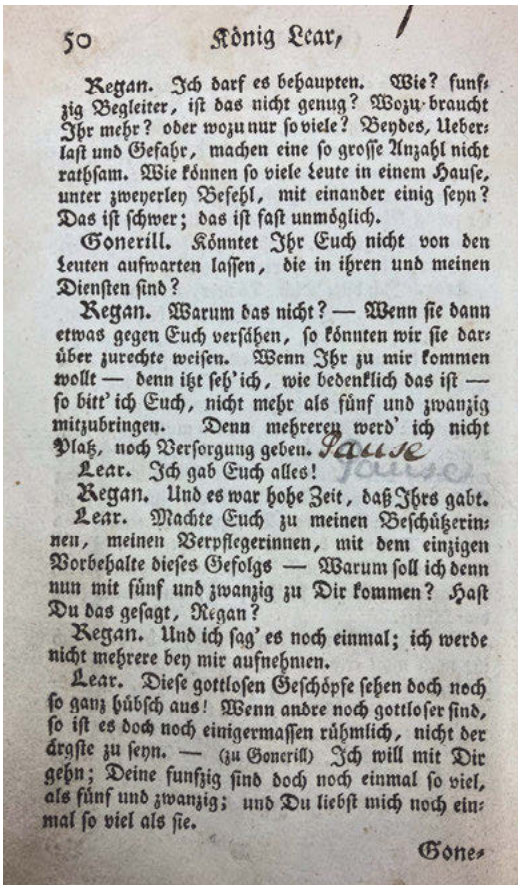 50 König Lear,
Regan. Ich darf es behaupten. Wie? funf-
zig Begleiter, ist das nicht genug? Wozu braucht
Ihr mehr? oder wozu nur so viele? Beydes, Ueber-
last und Gefahr, machen eine so grosse Anzahl nicht
rathsam. Wie können so viele Leute in einem Hause,
unter zweyerley Befehl, mit einander einig seyn?
Das ist schwer; das ist fast unmöglich.
Gonerill. Könntet Ihr Euch nicht von den
Leuten aufwarten lassen, die in ihren und meinen
Diensten sind?
Regan. Warum das nicht? — Wenn sie dann
etwas gegen Euch versähen, so könnten wir sie dar-
über zurechte weisen. Wenn Ihr zu mir kommen
wollt — denn itzt seh' ich, wie bedenklich das ist —
so bitt' ich Euch, nicht mehr als fünf und zwanzig
mitzubringen. Denn mehreren werd' ich nicht
Platz, noch Versorgung geben. Pause
Pause
Lear. Ich gab Euch alles!
Regan. Und es war hohe Zeit, daß Ihrs gabt.
Lear. Machte Euch zu meinen Beschützerin-
nen, meinen Verpflegerinnen, mit dem einzigen
Vorbehalte dieses Gefolgs — Warum soll ich denn
nun mit fünf und zwanzig zu Dir kommen? Hast
Du das gesagt, Regan?
Regan. Und ich sag' es noch einmal; ich werde
nicht mehrere bey mir aufnehmen.
Lear. Diese gottlosen Geschöpfe sehen doch noch
so ganz hübsch aus! Wenn andre noch gottloser sind,
so ist es doch noch einigermassen rühmlich, nicht der
ärgste zu seyn. — (zu Gonerill) Ich will mit Dir
gehn; Deine funfzig sind doch noch einmal so viel,
als fünf und zwanzig; und Du liebst mich noch ein-
mal so viel als sie.
Gone-